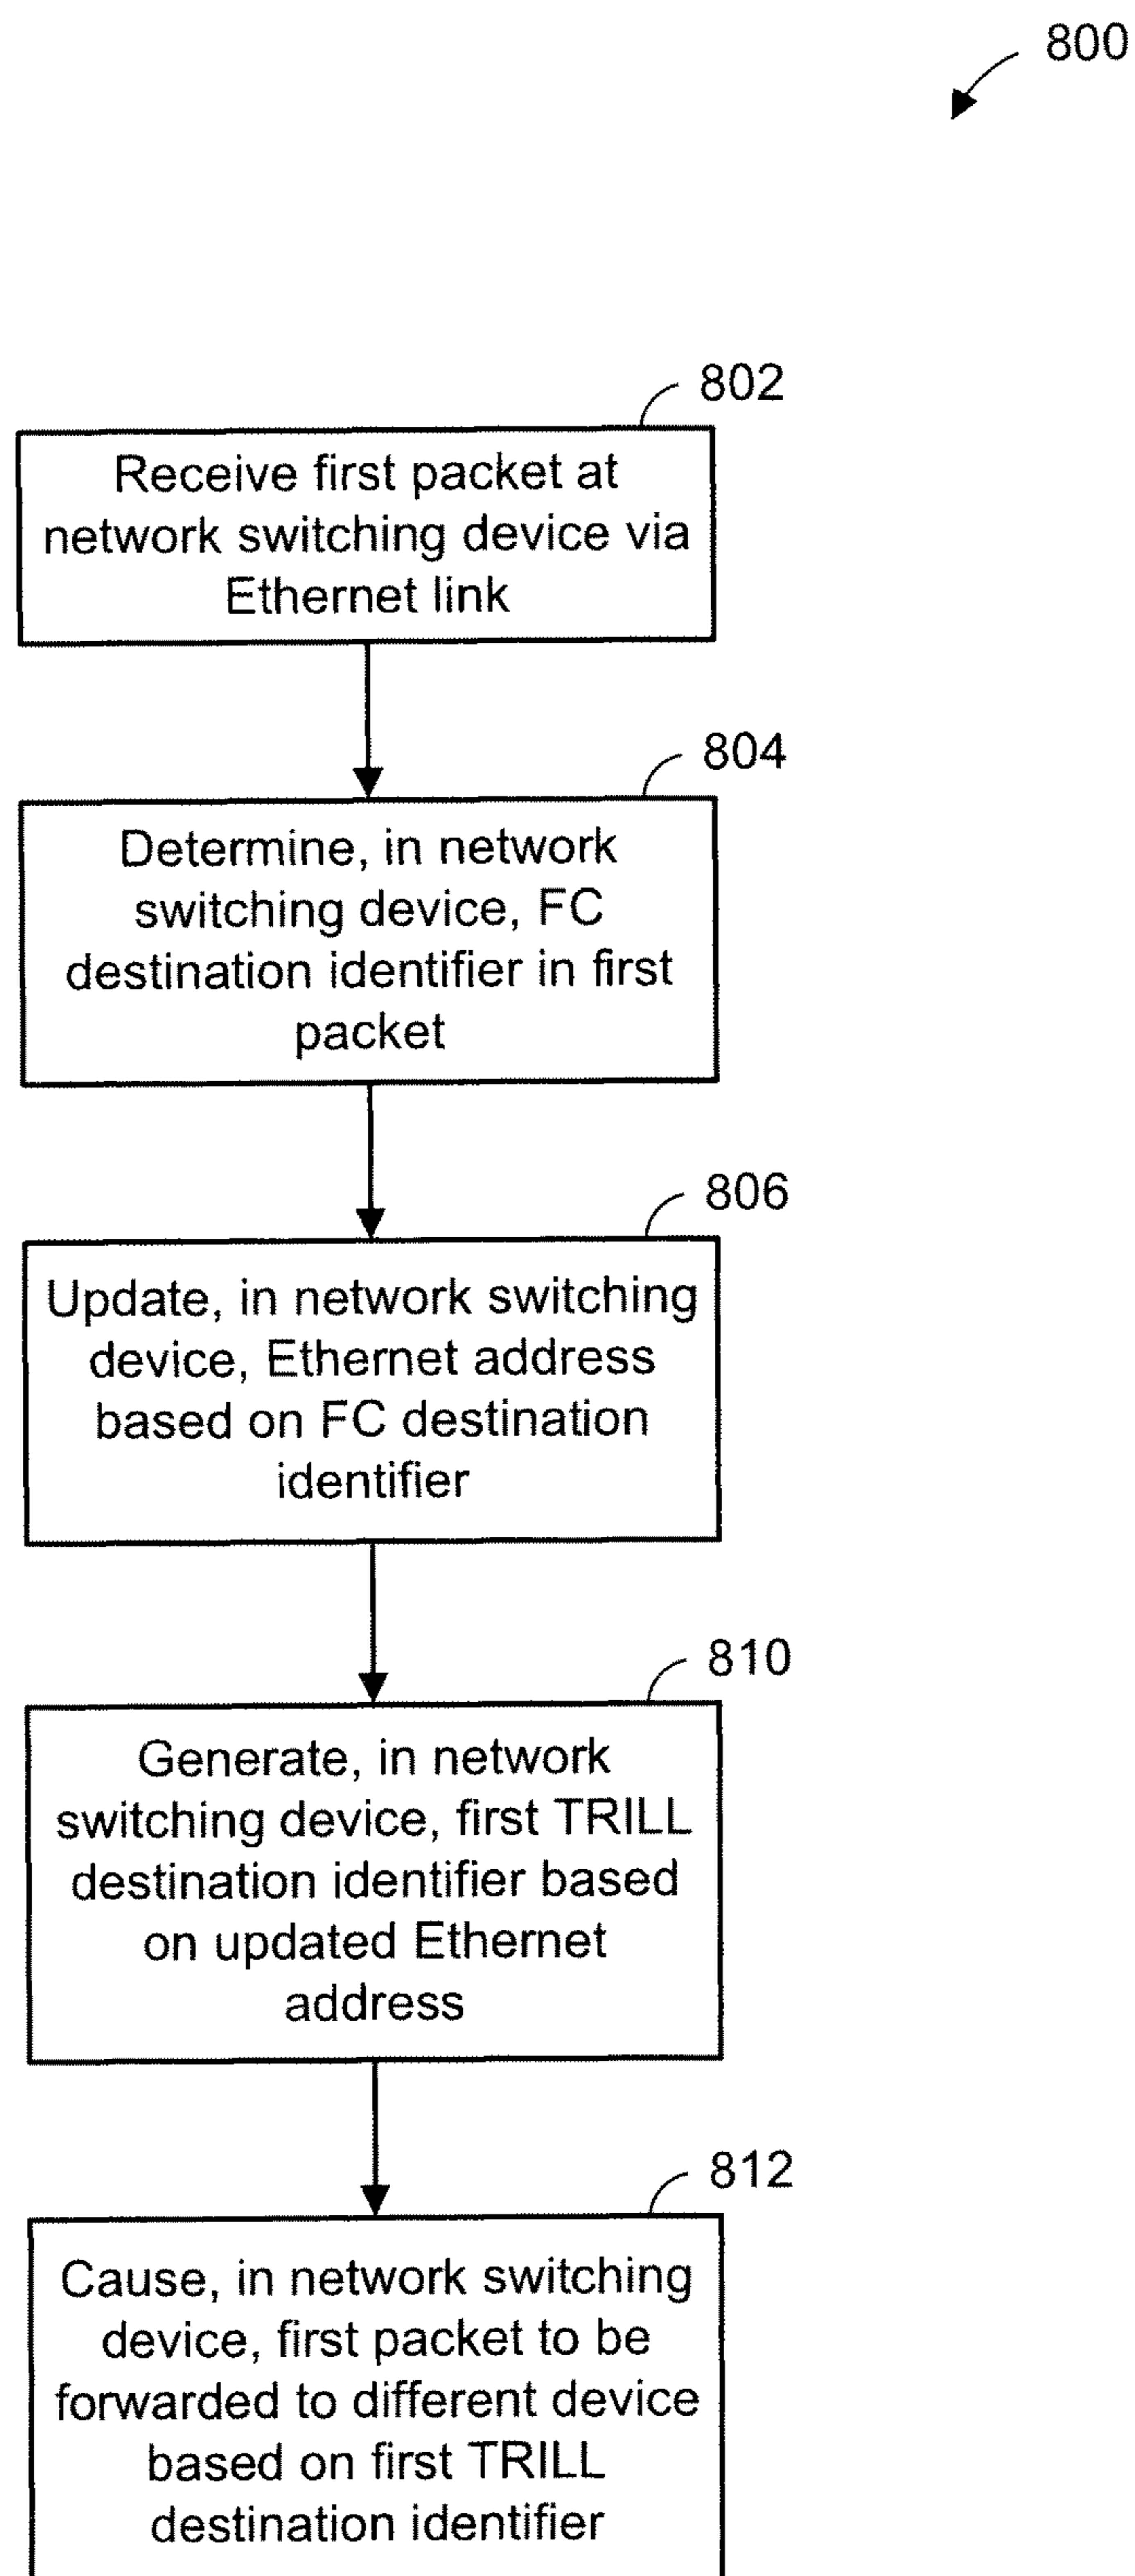 800
802
Receive first packet at
network switching device via
Ethernet link
804
Determine, in network
switching device, FC
destination identifier in first
packet
806
Update, in network switching
device, Ethernet address
based on FC destination
identifier
810
Generate, in network
switching device, first TRILL
destination identifier based
on updated Ethernet
address
812
Cause, in network switching
device, first packet to be
forwarded to different device
based on first TRILL
destination identifier